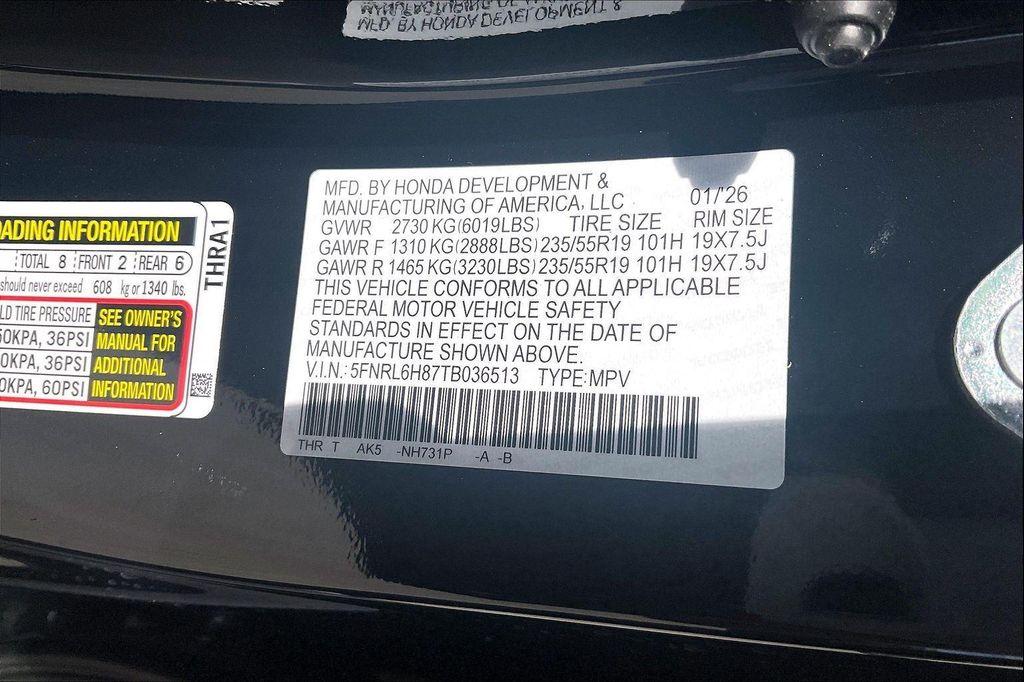 MFD. BY HONDA DEVELOPMENT &
MANUFACTURING OF AMERICA, LLC 01/'26
GVWR 2730 KG(6019LBS) TIRE SIZE RIM SIZE
GAWR F 1310 KG(2888LBS) 235/55R19 101H 19X7.5J
GAWR R 1465 KG(3230LBS) 235/55R19 101H 19X7.5J
THIS VEHICLE CONFORMS TO ALL APPLICABLE
FEDERAL MOTOR VEHICLE SAFETY
STANDARDS IN EFFECT ON THE DATE OF
MANUFACTURE SHOWN ABOVE.
V.I.N.: 5FNRL6H87TB036513 TYPE:MPV
THR T AK5 -NH731P -A -B
INFORMATION
TOTAL 8 FRONT 2 REAR 6
should never exceed 608 kg or 1340 lbs.
TIRE PRESSURE
36PSI
36PSI
60PSI
SEE OWNER'S
MANUAL FOR
ADDITIONAL
INFORMATION
THRA1
MFD. BY HONDA DEVELOPMENT &